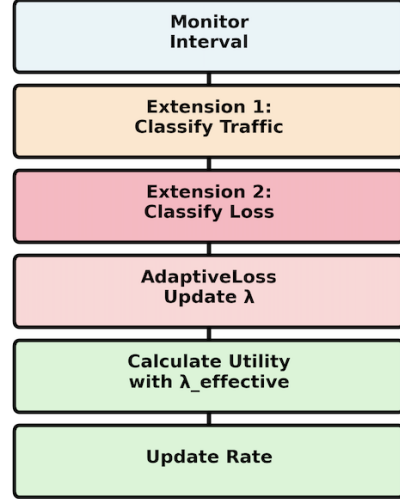 Monitor
Interval
Extension 1:
Classify Traffic
Extension 2:
Classify Loss
AdaptiveLoss
Update λ
Calculate Utility
with λ_effective
Update Rate